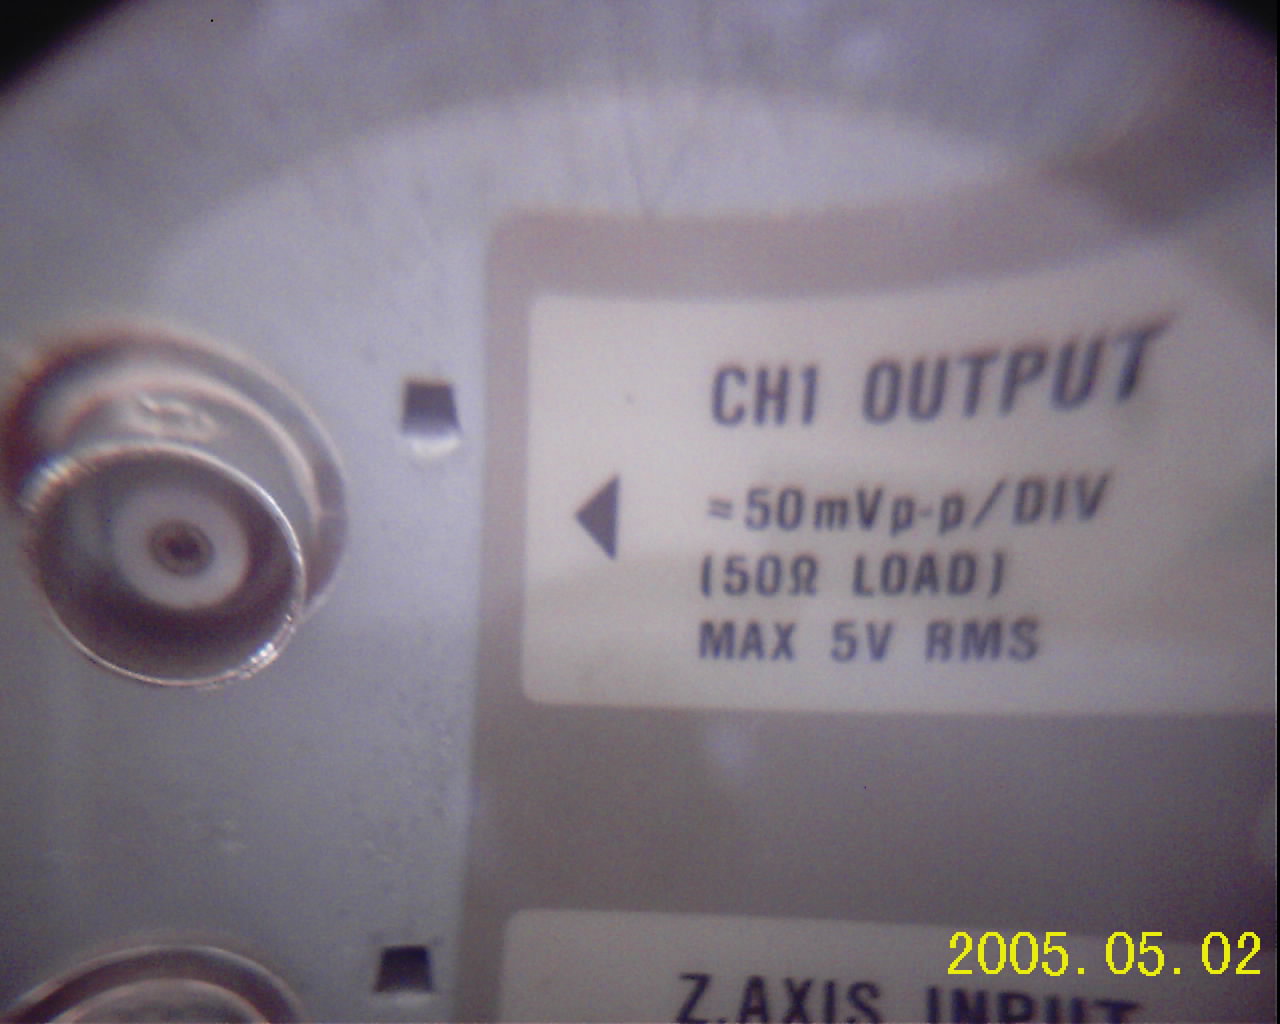 CH1 OUTPUT
≈50mVp-p/DIV
(50Ω LOAD)
MAX 5V RMS
Z.AXIS INPUT
2005.05.02